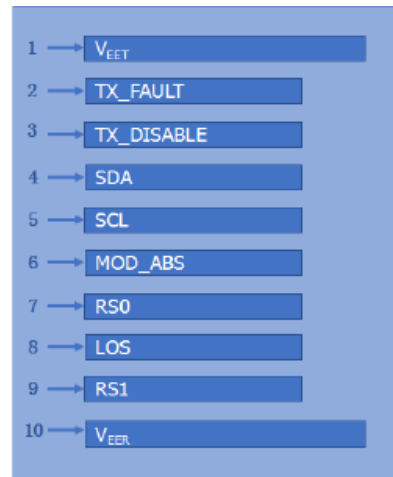 1 V_EET
2 TX_FAULT
3 TX_DISABLE
4 SDA
5 SCL
6 MOD_ABS
7 RS0
8 LOS
9 RS1
10 V_EER